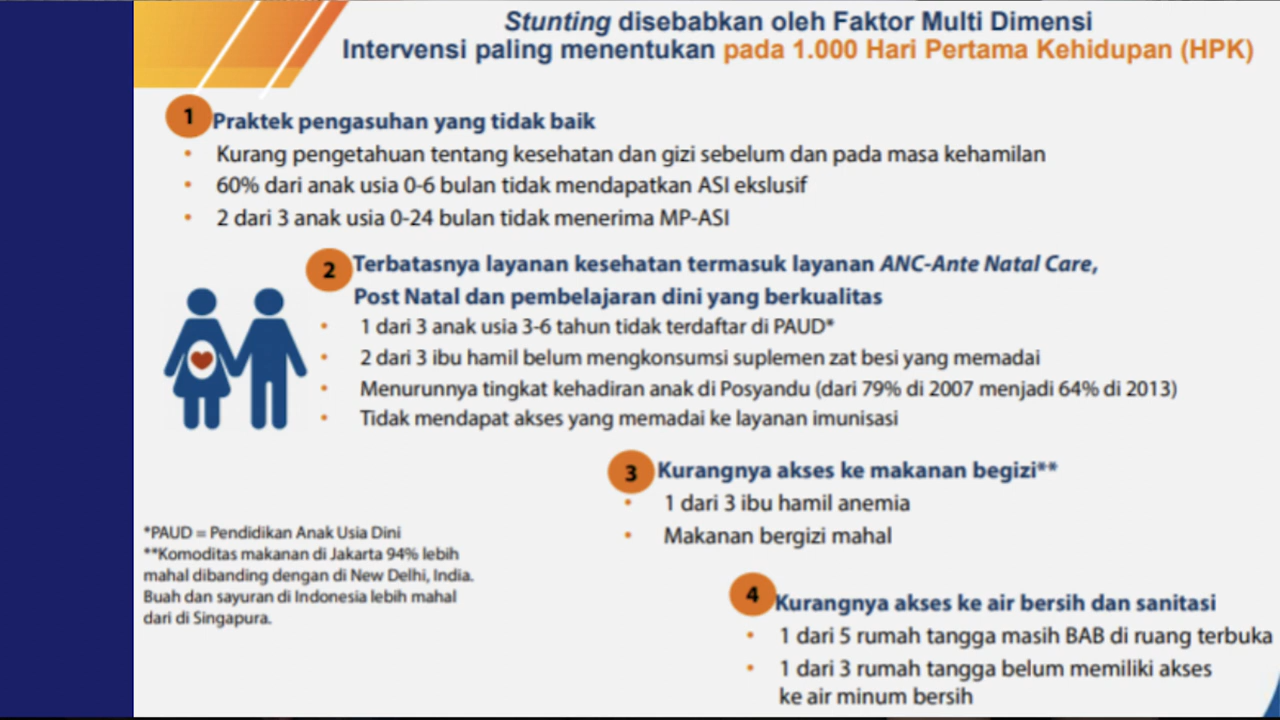 Stunting disebabkan oleh Faktor Multi Dimensi
Intervensi paling menentukan pada 1.000 Hari Pertama Kehidupan (HPK)
1 Praktek pengasuhan yang tidak baik
• Kurang pengetahuan tentang kesehatan dan gizi sebelum dan pada masa kehamilan
• 60% dari anak usia 0-6 bulan tidak mendapatkan ASI ekslusif
• 2 dari 3 anak usia 0-24 bulan tidak menerima MP-ASI
2 Terbatasnya layanan kesehatan termasuk layanan ANC-Ante Natal Care,
Post Natal dan pembelajaran dini yang berkualitas
• 1 dari 3 anak usia 3-6 tahun tidak terdaftar di PAUD*
• 2 dari 3 ibu hamil belum mengkonsumsi suplemen zat besi yang memadai
• Menurunnya tingkat kehadiran anak di Posyandu (dari 79% di 2007 menjadi 64% di 2013)
• Tidak mendapat akses yang memadai ke layanan imunisasi
3 Kurangnya akses ke makanan begizi**
• 1 dari 3 ibu hamil anemia
• Makanan bergizi mahal
*PAUD = Pendidikan Anak Usia Dini
**Komoditas makanan di Jakarta 94% lebih
mahal dibanding dengan di New Delhi, India.
Buah dan sayuran di Indonesia lebih mahal
dari di Singapura.
4 Kurangnya akses ke air bersih dan sanitasi
• 1 dari 5 rumah tangga masih BAB di ruang terbuka
• 1 dari 3 rumah tangga belum memiliki akses
ke air minum bersih